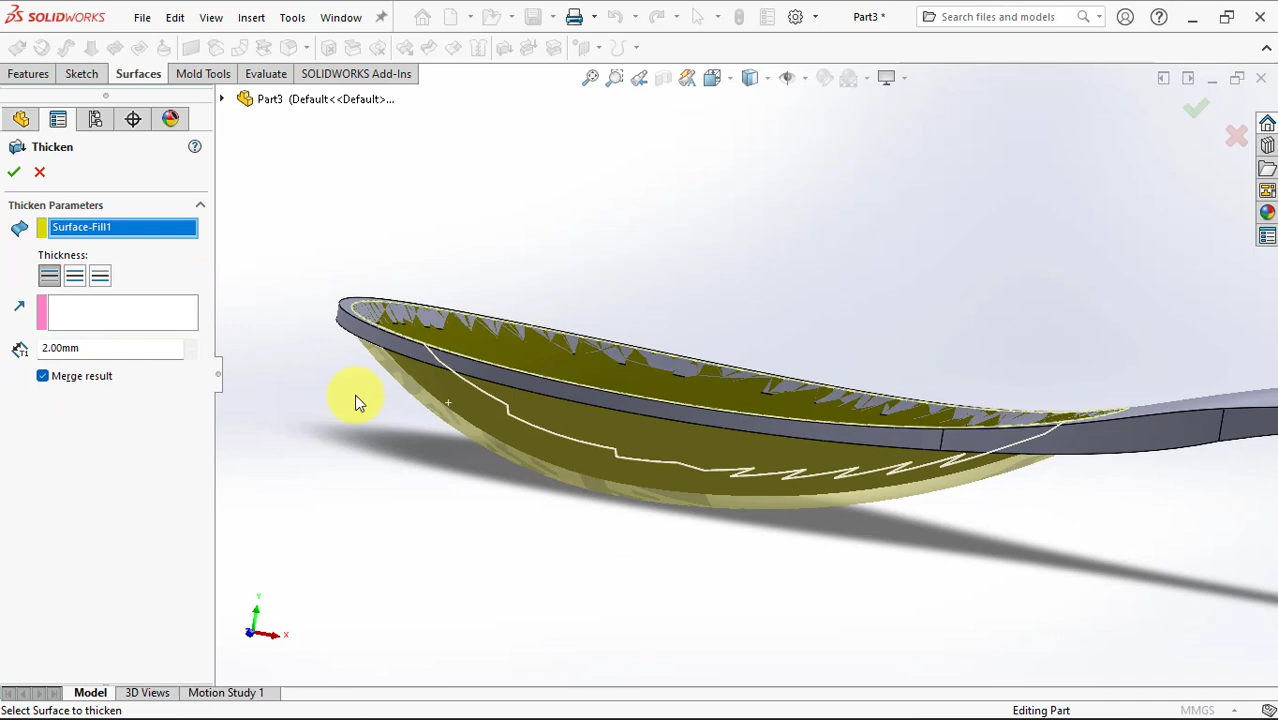 SOLIDWORKS File Edit View Insert Tools Window Part3 * Search files and models
Features Sketch Surfaces Mold Tools Evaluate SOLIDWORKS Add-Ins
Part3 (Default<<Default>...
Thicken
Thicken Parameters
Surface-Fill1
Thickness:
2.00mm
Merge result
Y
Z
X
Model 3D Views Motion Study 1
Select Surface to thicken Editing Part MMGS